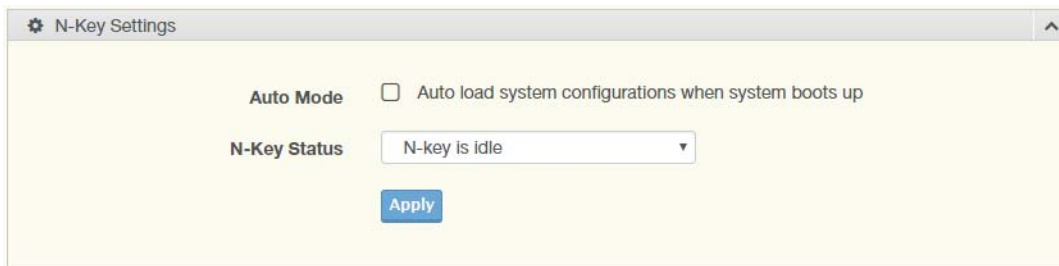 N-Key Settings
Auto Mode Auto load system configurations when system boots up
N-Key Status N-key is idle
Apply